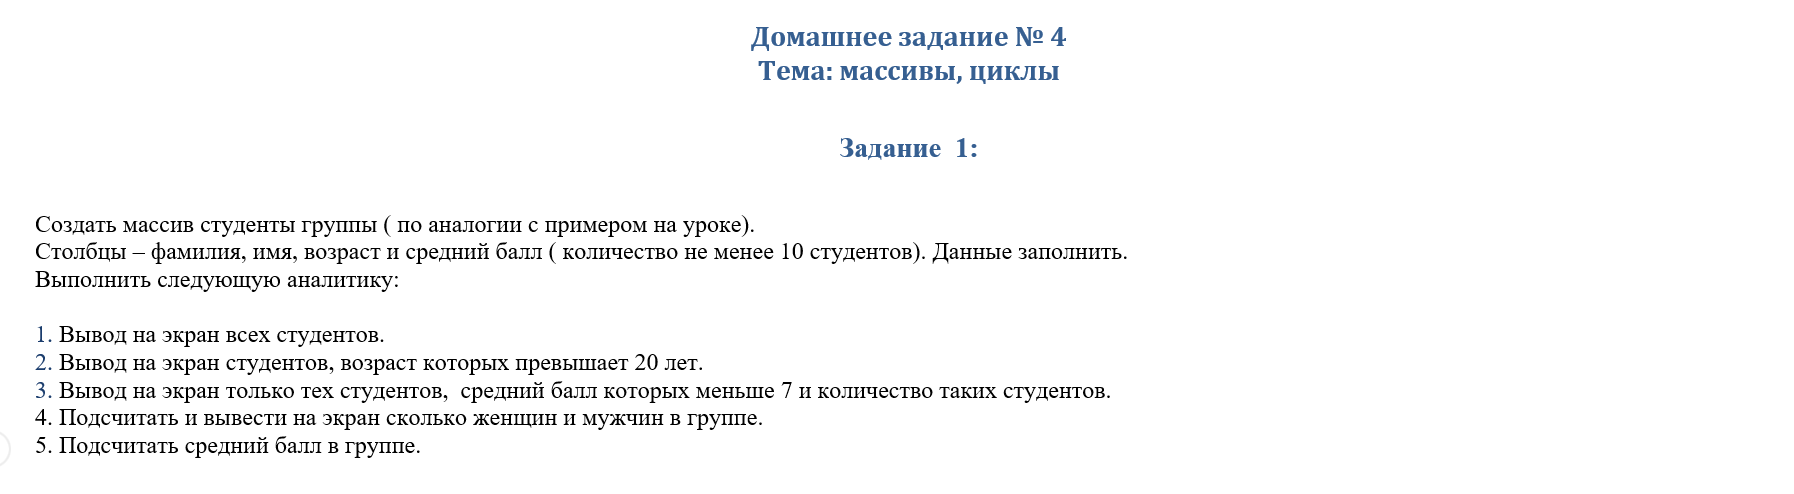 Домашнее задание № 4
Тема: массивы, циклы
Задание 1:
Создать массив студенты группы ( по аналогии с примером на уроке).
Столбцы – фамилия, имя, возраст и средний балл ( количество не менее 10 студентов). Данные заполнить.
Выполнить следующую аналитику:
1. Вывод на экран всех студентов.
2. Вывод на экран студентов, возраст которых превышает 20 лет.
3. Вывод на экран только тех студентов, средний балл которых меньше 7 и количество таких студентов.
4. Подсчитать и вывести на экран сколько женщин и мужчин в группе.
5. Подсчитать средний балл в группе.